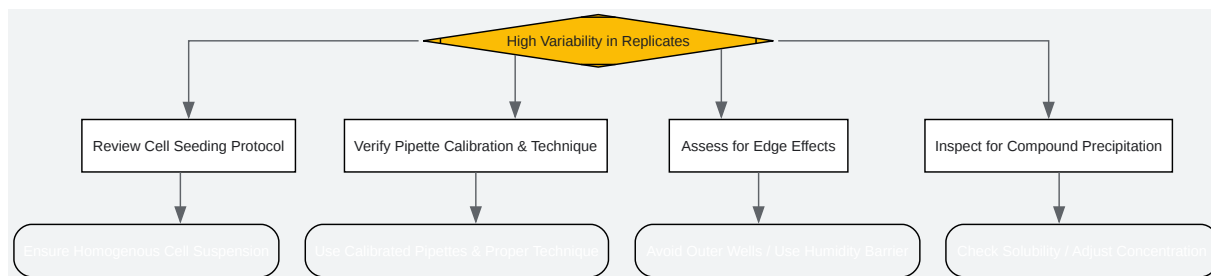 High Variability in Replicates
Review Cell Seeding Protocol
Verify Pipette Calibration & Technique
Assess for Edge Effects
Inspect for Compound Precipitation
Ensure Homogenous Cell Suspension
Use Calibrated Pipettes & Proper Technique
Avoid Outer Wells / Use Humidity Barrier
Check Solubility / Adjust Concentration